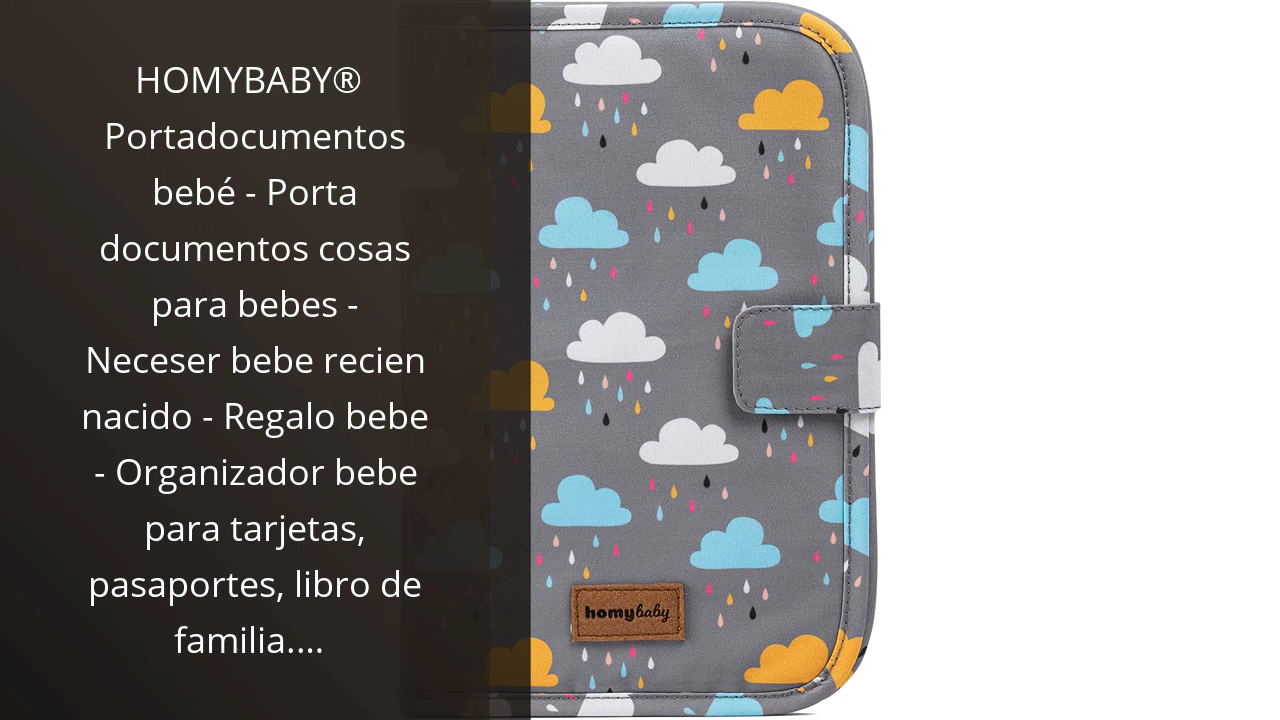 HOMYBABY®
Portadocumentos
bebé - Porta
documentos cosas
para bebes -
Neceser bebe recien
nacido - Regalo bebe
- Organizador bebe
para tarjetas,
pasaportes, libro de
familia....
homybaby